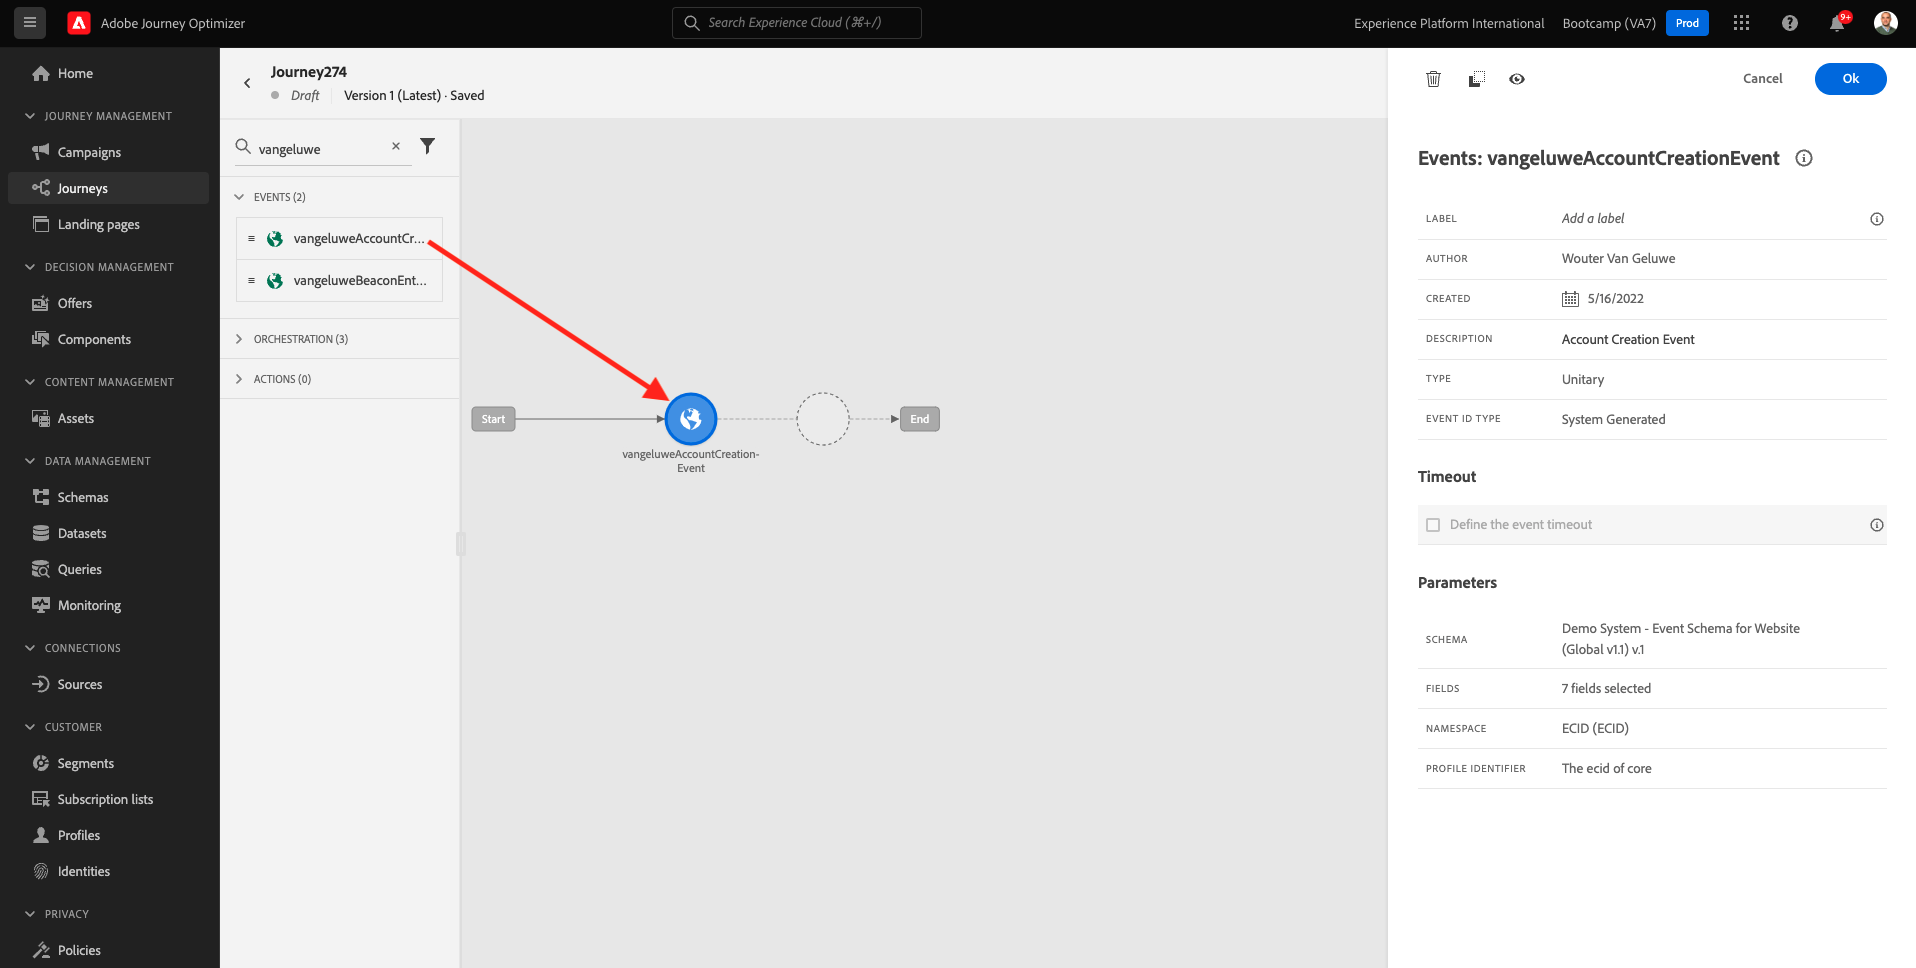 Adobe Journey Optimizer
Search Experience Cloud (⌘+/)
Experience Platform International
Bootcamp (VA7)
Prod
9+
Home
JOURNEY MANAGEMENT
Campaigns
Journeys
Landing pages
DECISION MANAGEMENT
Offers
Components
CONTENT MANAGEMENT
Assets
DATA MANAGEMENT
Schemas
Datasets
Queries
Monitoring
CONNECTIONS
Sources
CUSTOMER
Segments
Subscription lists
Profiles
Identities
PRIVACY
Policies
Journey274
Draft
Version 1 (Latest) · Saved
vangeluwe
EVENTS (2)
vangeluweAccountCr...
vangeluweBeaconEnt...
ORCHESTRATION (3)
ACTIONS (0)
Start
vangeluweAccountCreation-
Event
End
Cancel
Ok
Events: vangeluweAccountCreationEvent
LABEL
Add a label
AUTHOR
Wouter Van Geluwe
CREATED
5/16/2022
DESCRIPTION
Account Creation Event
TYPE
Unitary
EVENT ID TYPE
System Generated
Timeout
Define the event timeout
Parameters
SCHEMA
Demo System - Event Schema for Website
(Global v1.1) v.1
FIELDS
7 fields selected
NAMESPACE
ECID (ECID)
PROFILE IDENTIFIER
The ecid of core